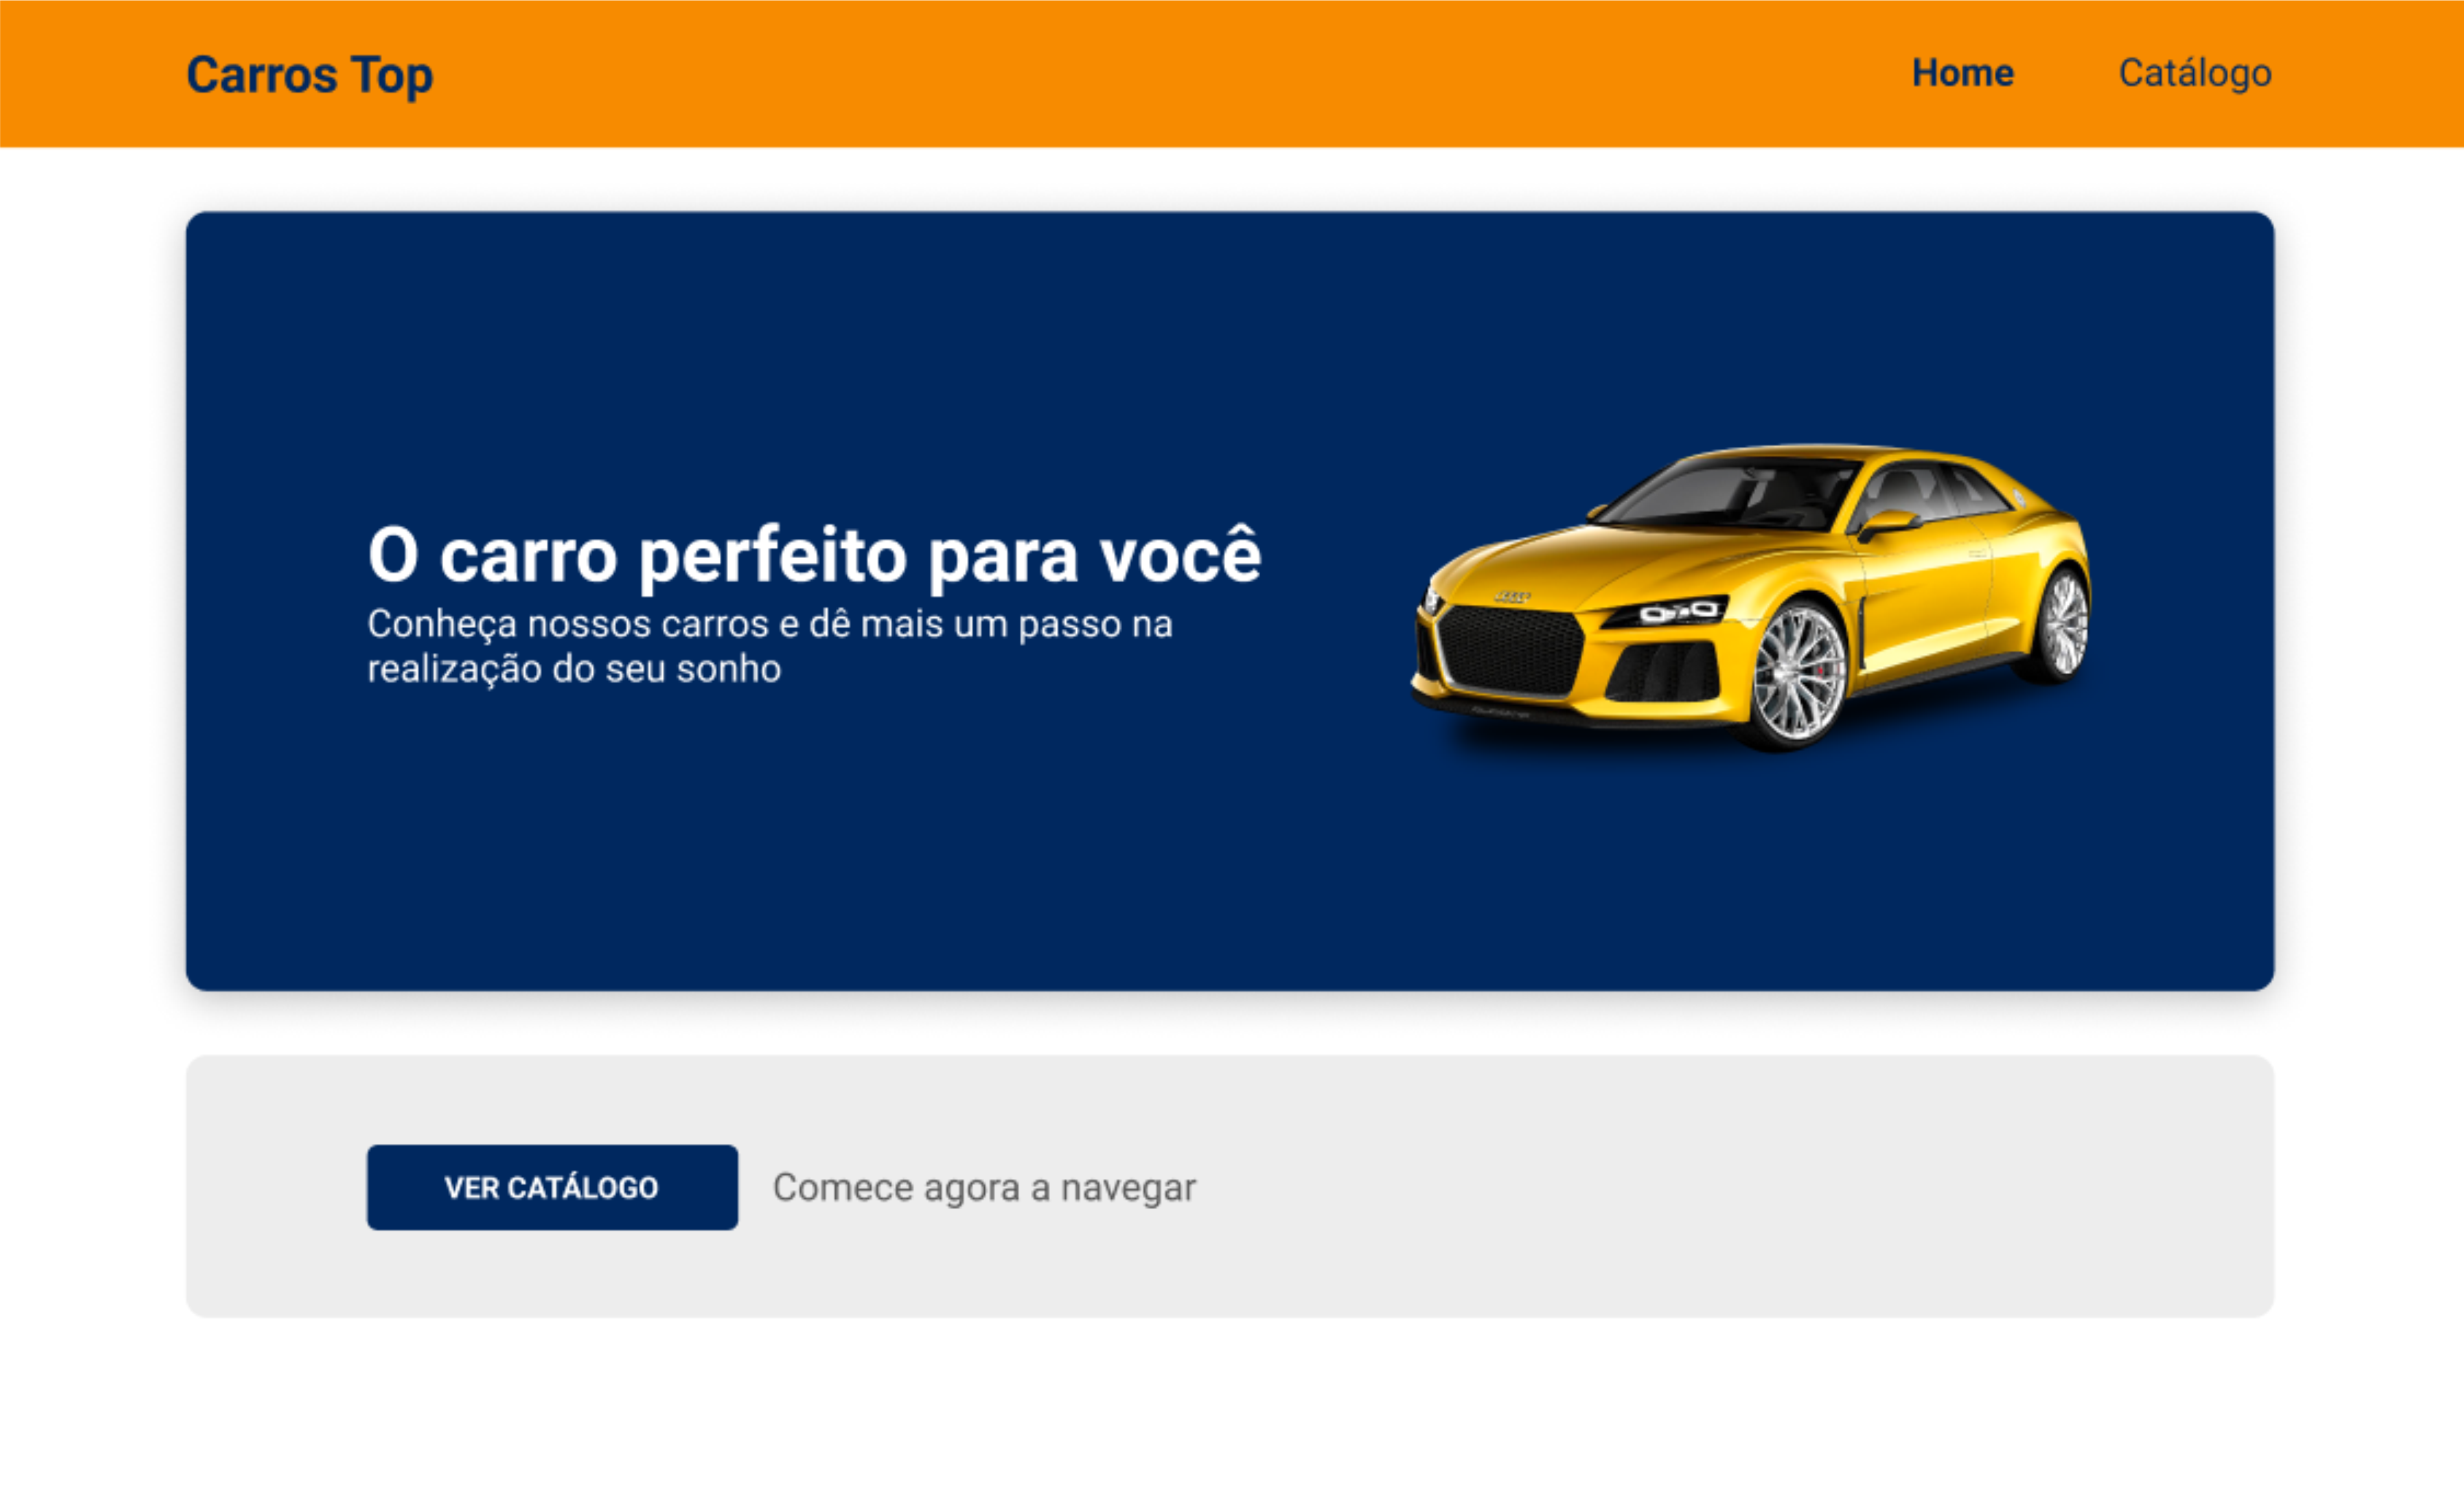 Carros Top
Home
Catálogo
O carro perfeito para você
Conheça nossos carros e dê mais um passo na
realização do seu sonho
VER CATÁLOGO
Comece agora a navegar